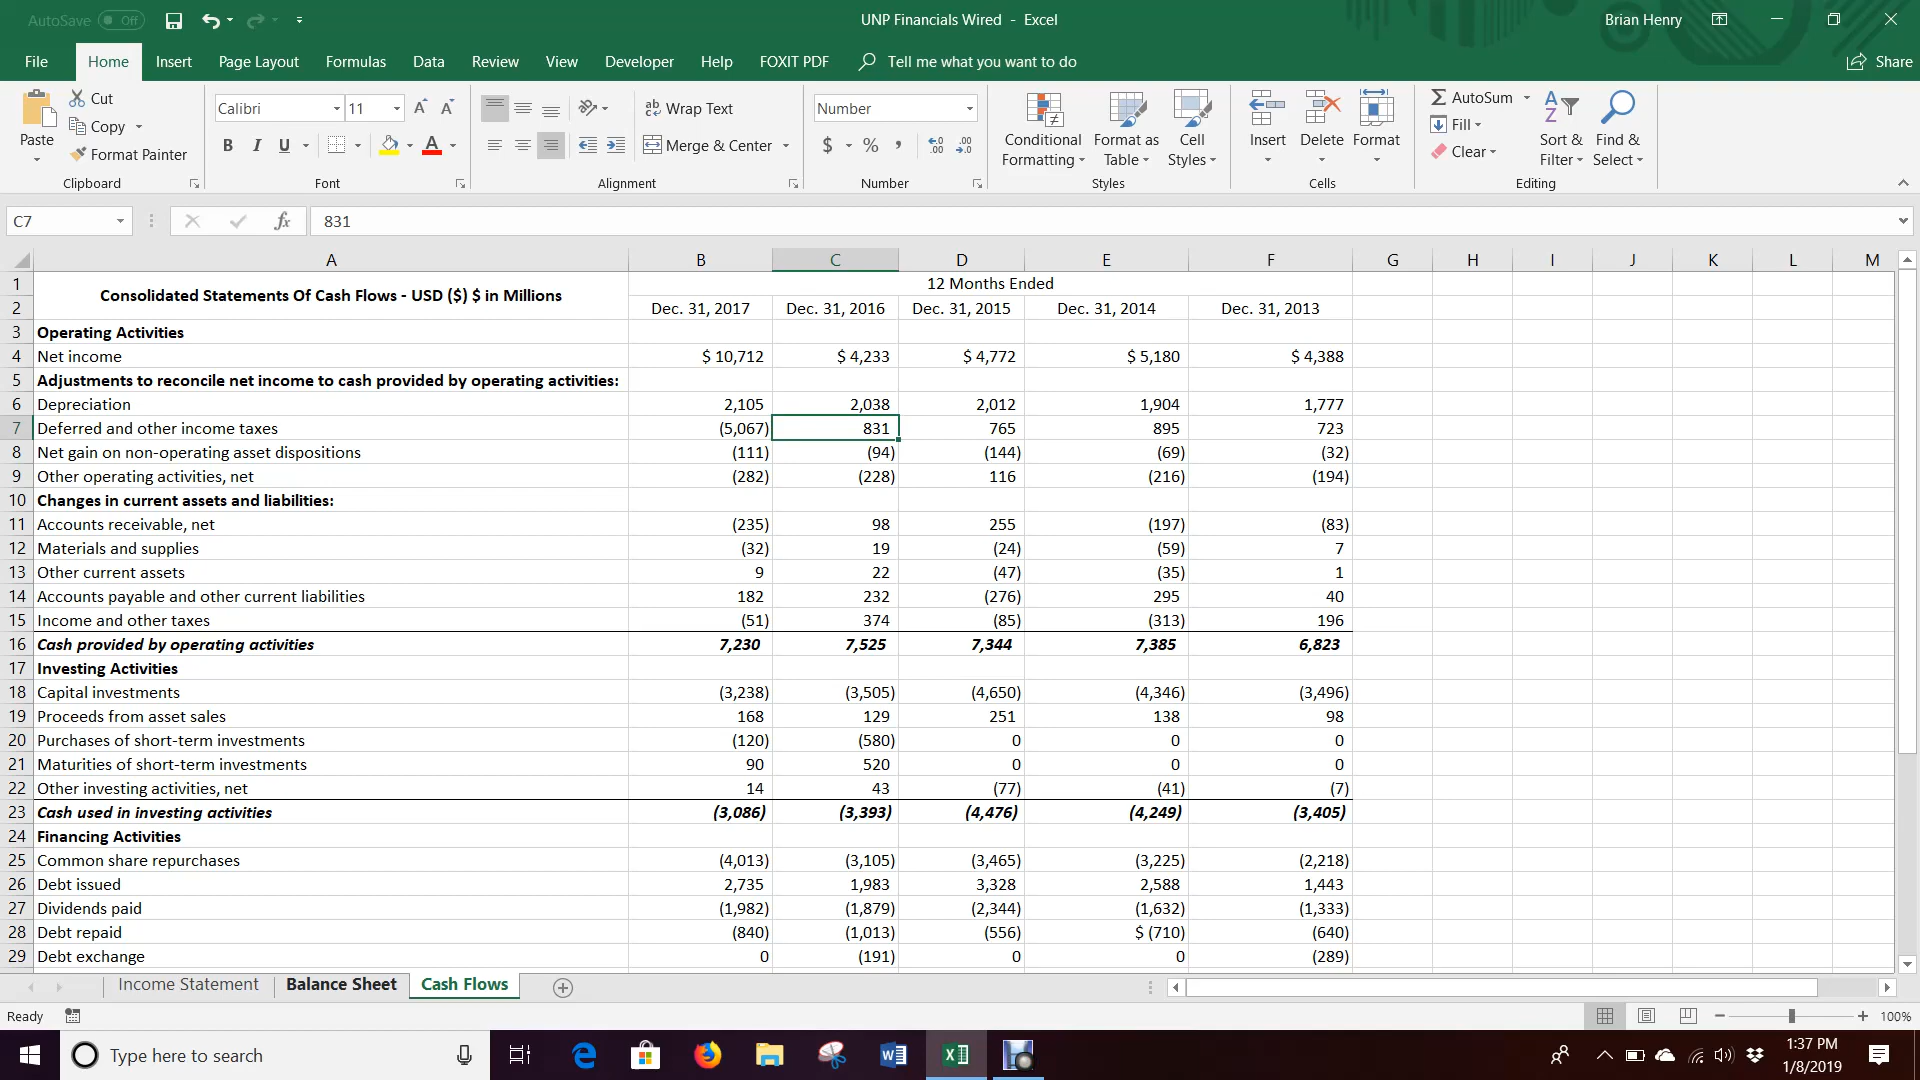 AutoSave Off
UNP Financials Wired - Excel
Brian Henry
File Home Insert Page Layout Formulas Data Review View Developer Help FOXIT PDF Tell me what you want to do Share
Paste
Cut
Copy
Format Painter
Clipboard
Calibri 11
B I U
Font
Wrap Text
Merge & Center
Alignment
Number
$ % ,
Number
Conditional Formatting
Format as Table
Cell Styles
Styles
Insert Delete Format
Cells
AutoSum
Fill
Clear
Sort & Filter
Find & Select
Editing
C7 fx 831
A B C D E F G H I J K L M
1 Consolidated Statements Of Cash Flows - USD ($) $ in Millions 12 Months Ended
2 Dec. 31, 2017 Dec. 31, 2016 Dec. 31, 2015 Dec. 31, 2014 Dec. 31, 2013
3 Operating Activities
4 Net income $ 10,712 $ 4,233 $ 4,772 $ 5,180 $ 4,388
5 Adjustments to reconcile net income to cash provided by operating activities:
6 Depreciation 2,105 2,038 2,012 1,904 1,777
7 Deferred and other income taxes (5,067) 831 765 895 723
8 Net gain on non-operating asset dispositions (111) (94) (144) (69) (32)
9 Other operating activities, net (282) (228) 116 (216) (194)
10 Changes in current assets and liabilities:
11 Accounts receivable, net (235) 98 255 (197) (83)
12 Materials and supplies (32) 19 (24) (59) 7
13 Other current assets 9 22 (47) (35) 1
14 Accounts payable and other current liabilities 182 232 (276) 295 40
15 Income and other taxes (51) 374 (85) (313) 196
16 Cash provided by operating activities 7,230 7,525 7,344 7,385 6,823
17 Investing Activities
18 Capital investments (3,238) (3,505) (4,650) (4,346) (3,496)
19 Proceeds from asset sales 168 129 251 138 98
20 Purchases of short-term investments (120) (580) 0 0 0
21 Maturities of short-term investments 90 520 0 0 0
22 Other investing activities, net 14 43 (77) (41) (7)
23 Cash used in investing activities (3,086) (3,393) (4,476) (4,249) (3,405)
24 Financing Activities
25 Common share repurchases (4,013) (3,105) (3,465) (3,225) (2,218)
26 Debt issued 2,735 1,983 3,328 2,588 1,443
27 Dividends paid (1,982) (1,879) (2,344) (1,632) (1,333)
28 Debt repaid (840) (1,013) (556) $ (710) (640)
29 Debt exchange 0 (191) 0 0 (289)
Income Statement Balance Sheet Cash Flows
Ready 100%
Type here to search
1:37 PM
1/8/2019